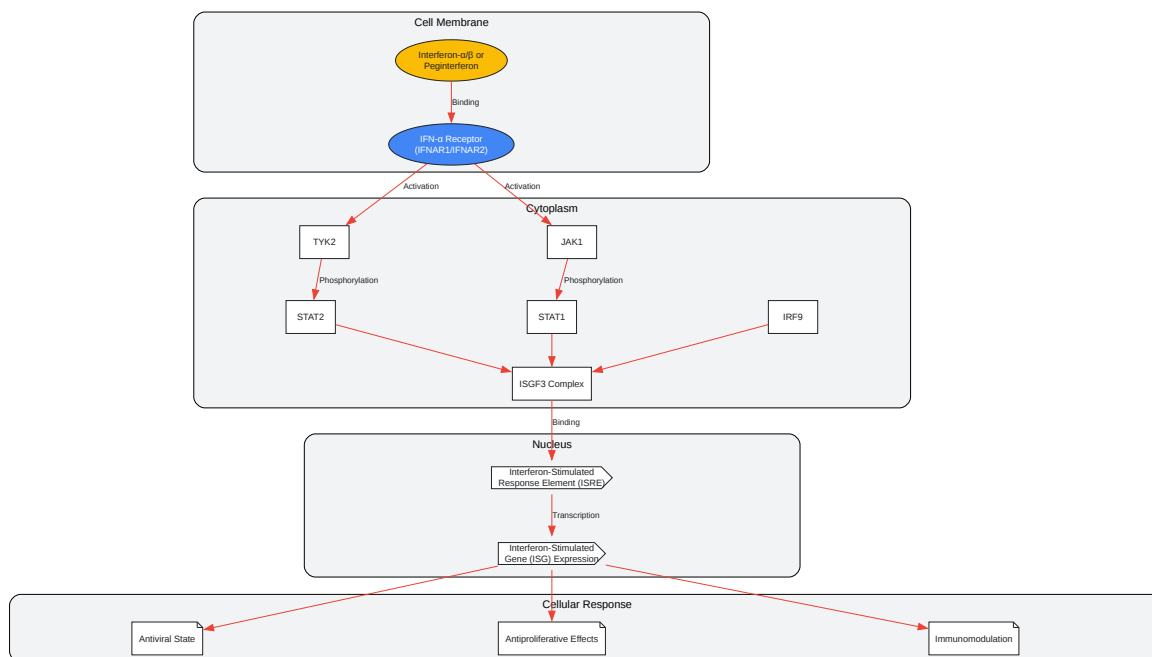 Cell Membrane
Interferon-α/β or
Peginterferon
Binding
IFN-α Receptor
(IFNAR1/IFNAR2)
Activation
Activation
Cytoplasm
TYK2
JAK1
Phosphorylation
Phosphorylation
STAT2
STAT1
IRF9
ISGF3 Complex
Binding
Nucleus
Interferon-Stimulated
Response Element (ISRE)
Transcription
Interferon-Stimulated
Gene (ISG) Expression
Cellular Response
Antiviral State
Antiproliferative Effects
Immunomodulation